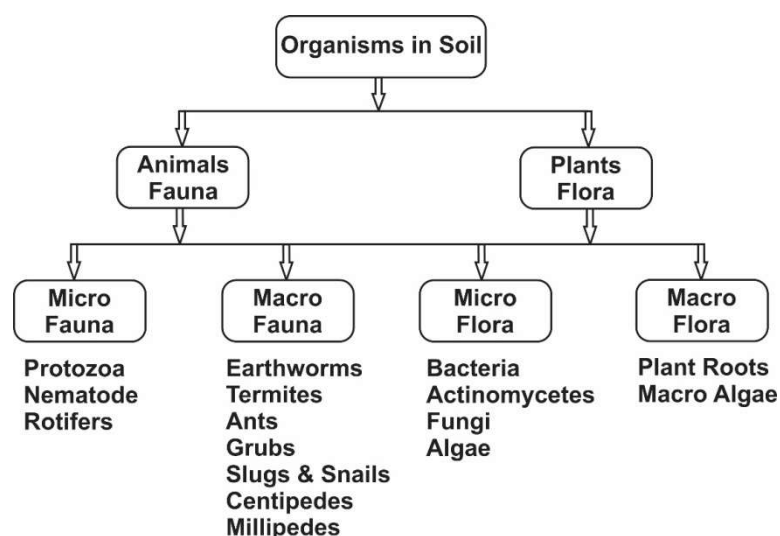 Organisms in Soil
Animals
Fauna
Plants
Flora
Micro
Fauna
Macro
Fauna
Micro
Flora
Macro
Flora
Protozoa
Nematode
Rotifers
Earthworms
Termites
Ants
Grubs
Slugs & Snails
Centipedes
Millipedes
Bacteria
Actinomycetes
Fungi
Algae
Plant Roots
Macro Algae